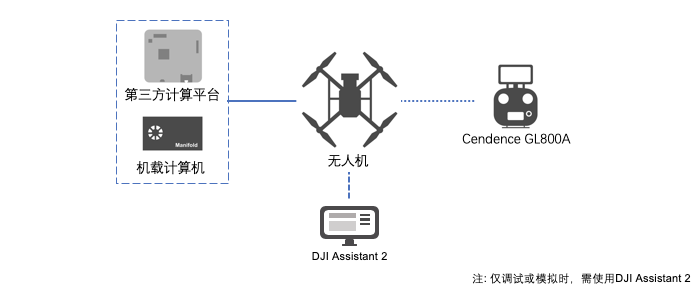 第三方计算平台
Manifold
机载计算机
无人机
Cendence GL800A
DJI Assistant 2
注: 仅调试或模拟时，需使用DJI Assistant 2